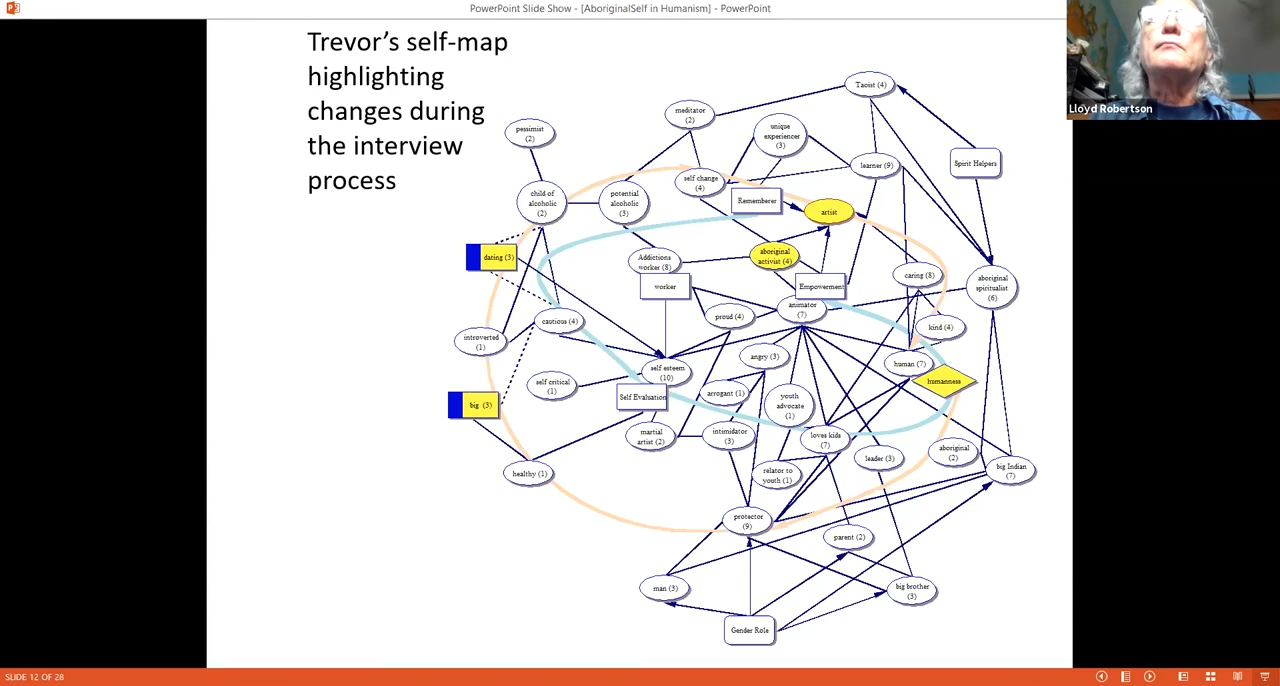 PowerPoint Slide Show - [AboriginalSelf in Humanism] - PowerPoint
Lloyd Robertson
Trevor's self-map
highlighting
changes during
the interview
process
Taoist (4)
meditator
(2)
unique
experiencer
(3)
pessimist
(2)
Spirit Helpers
learner (9)
self change
(4)
child of
alcoholic
(2)
potential
alcoholic
(3)
Rememberer
artist
dating (3)
Addictions
worker (8)
aboriginal
activist (4)
worker
Empowerment
caring (8)
aboriginal
spiritualist
(6)
animator
(7)
proud (4)
cautious (4)
kind (4)
introverted
(1)
angry (3)
human (7)
self esteem
(10)
humanness
self critical
(1)
arrogant (1)
Self Evaluation
youth
advocate
(1)
big (3)
martial
artist (2)
intimidator
(3)
loves kids
(7)
leader (3)
aboriginal
(2)
big Indian
(7)
healthy (1)
relator to
youth (1)
protector
(9)
parent (2)
man (3)
big brother
(3)
Gender Role
SLIDE 12 OF 28